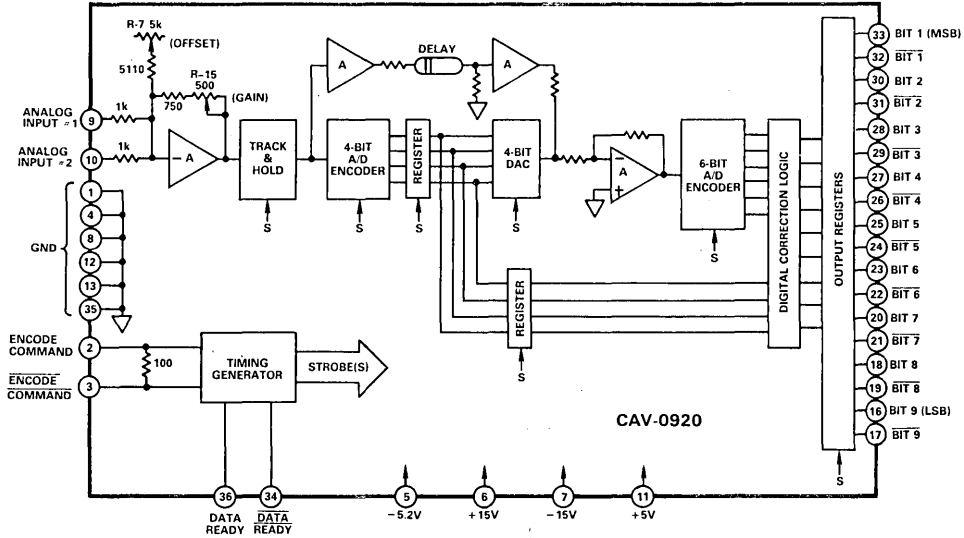 R-7 5k
(OFFSET)
5110
R-15
500
750
(GAIN)
ANALOG
INPUT #1
9
1k
ANALOG
INPUT #2
10
1k
– A
TRACK
&
HOLD
S
A
DELAY
A
4-BIT
A/D
ENCODER
S
REGISTER
S
4-BIT
DAC
S
–
A
+
6-BIT
A/D
ENCODER
S
REGISTER
S
DIGITAL CORRECTION LOGIC
OUTPUT REGISTERS
S
GND
1
4
8
12
13
35
ENCODE
COMMAND
2
100
ENCODE
COMMAND
3
TIMING
GENERATOR
STROBE(S)
CAV-0920
36
DATA
READY
34
DATA
READY
5
–5.2V
6
+15V
7
–15V
11
+5V
33 BIT 1 (MSB)
32 BIT 1
30 BIT 2
31 BIT 2
28 BIT 3
29 BIT 3
27 BIT 4
26 BIT 4
25 BIT 5
24 BIT 5
23 BIT 6
22 BIT 6
20 BIT 7
21 BIT 7
18 BIT 8
19 BIT 8
16 BIT 9 (LSB)
17 BIT 9